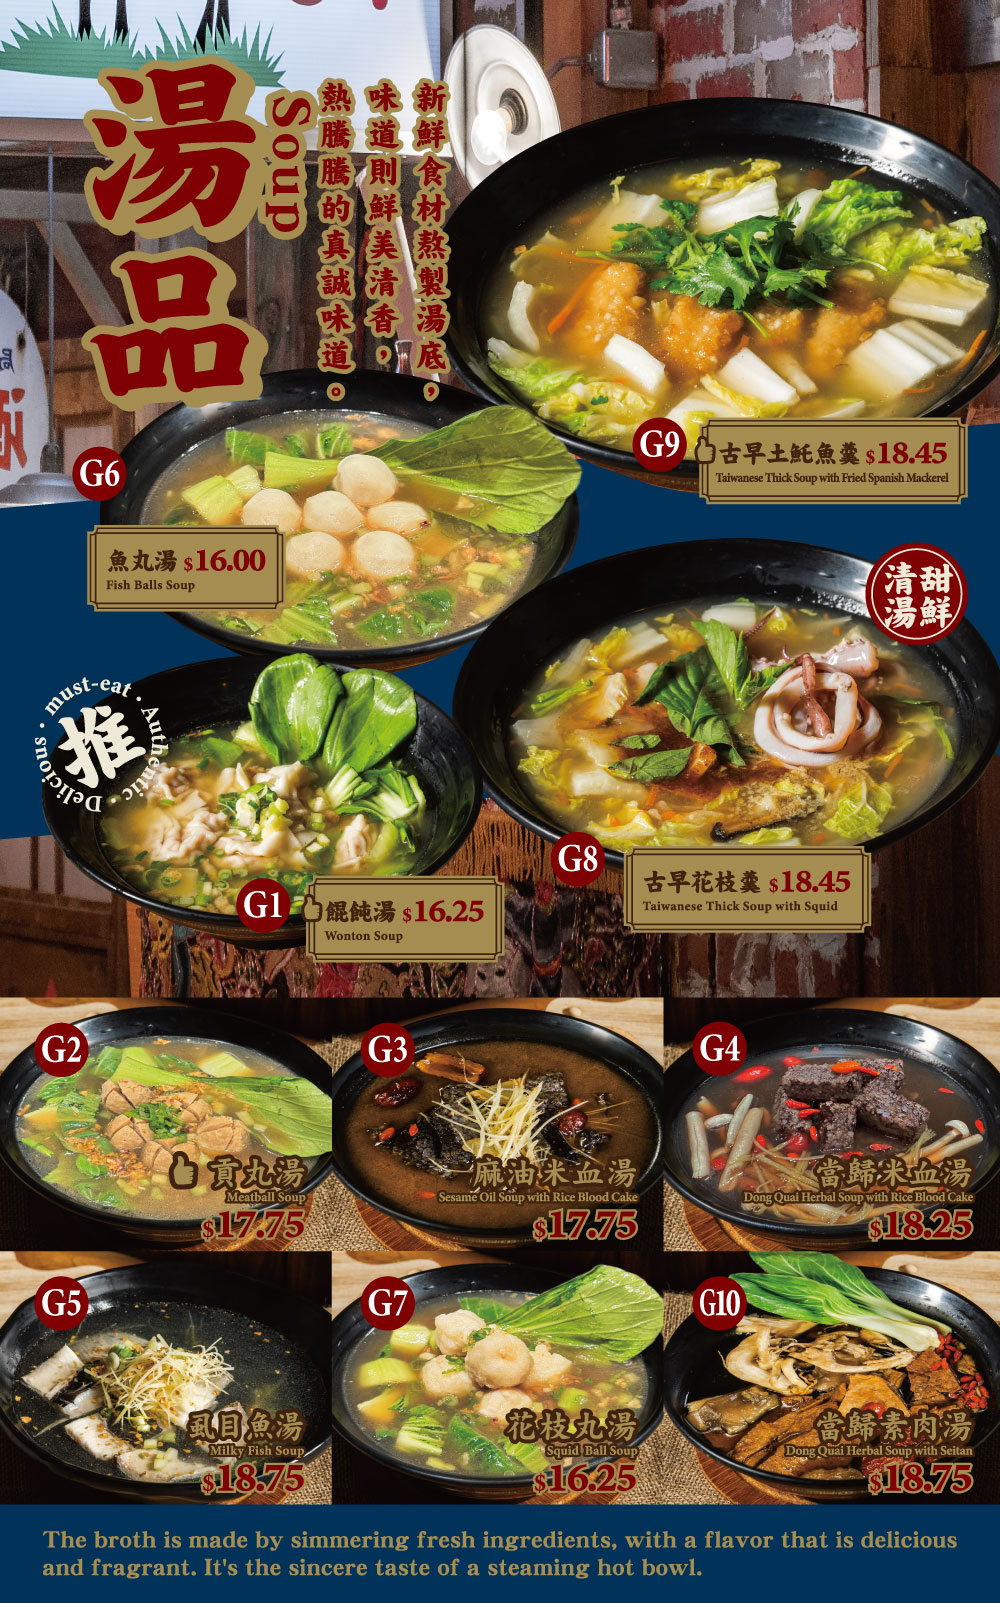 湯品
Soup
新鮮食材熬製湯底，
味道則鮮美清香，
熱騰騰的真誠味道。
G9
古早土魠魚羹 $18.45
Taiwanese Thick Soup with Fried Spanish Mackerel
G6
魚丸湯 $16.00
Fish Balls Soup
甜鮮
清湯
must-eat · Authentic · Delicious ·
推
G8
古早花枝羹 $18.45
Taiwanese Thick Soup with Squid
G1
餛飩湯 $16.25
Wonton Soup
G2
貢丸湯
Meatball Soup
$17.75
G3
麻油米血湯
Sesame Oil Soup with Rice Blood Cake
$17.75
G4
當歸米血湯
Dong Quai Herbal Soup with Rice Blood Cake
$18.25
G5
虱目魚湯
Milky Fish Soup
$18.75
G7
花枝丸湯
Squid Ball Soup
$16.25
G10
當歸素肉湯
Dong Quai Herbal Soup with Seitan
$18.75
The broth is made by simmering fresh ingredients, with a flavor that is delicious
and fragrant. It's the sincere taste of a steaming hot bowl.